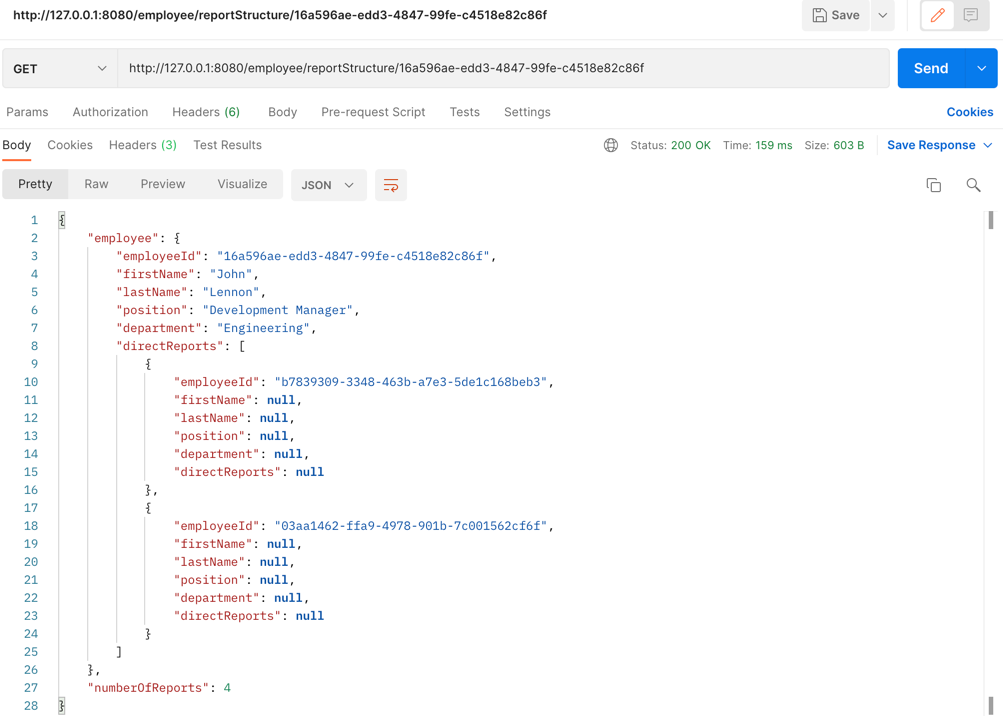 http://127.0.0.1:8080/employee/reportStructure/16a596ae-edd3-4847-99fe-c4518e82c86f Save
GET http://127.0.0.1:8080/employee/reportStructure/16a596ae-edd3-4847-99fe-c4518e82c86f Send
Params Authorization Headers (6) Body Pre-request Script Tests Settings Cookies
Body Cookies Headers (3) Test Results Status: 200 OK Time: 159 ms Size: 603 B Save Response
Pretty Raw Preview Visualize JSON
1 {
2 "employee": {
3 "employeeId": "16a596ae-edd3-4847-99fe-c4518e82c86f",
4 "firstName": "John",
5 "lastName": "Lennon",
6 "position": "Development Manager",
7 "department": "Engineering",
8 "directReports": [
9 {
10 "employeeId": "b7839309-3348-463b-a7e3-5de1c168beb3",
11 "firstName": null,
12 "lastName": null,
13 "position": null,
14 "department": null,
15 "directReports": null
16 },
17 {
18 "employeeId": "03aa1462-ffa9-4978-901b-7c001562cf6f",
19 "firstName": null,
20 "lastName": null,
21 "position": null,
22 "department": null,
23 "directReports": null
24 }
25 ]
26 },
27 "numberOfReports": 4
28 }